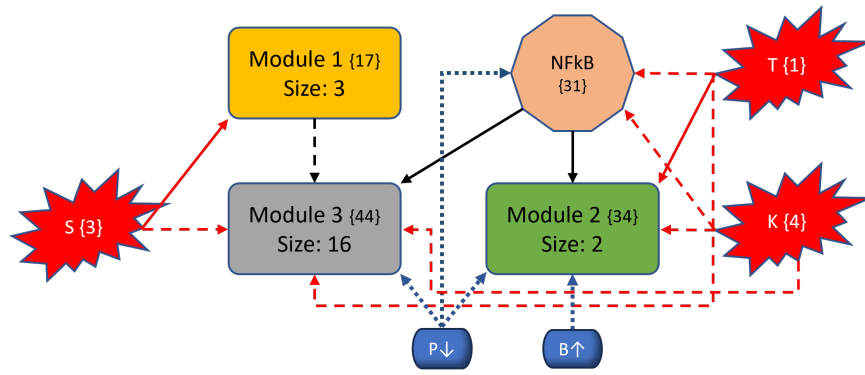 Module 1 {17}
Size: 3
NFkB
{31}
T {1}
S {3}
Module 3 {44}
Size: 16
Module 2 {34}
Size: 2
K {4}
P↓
B↑